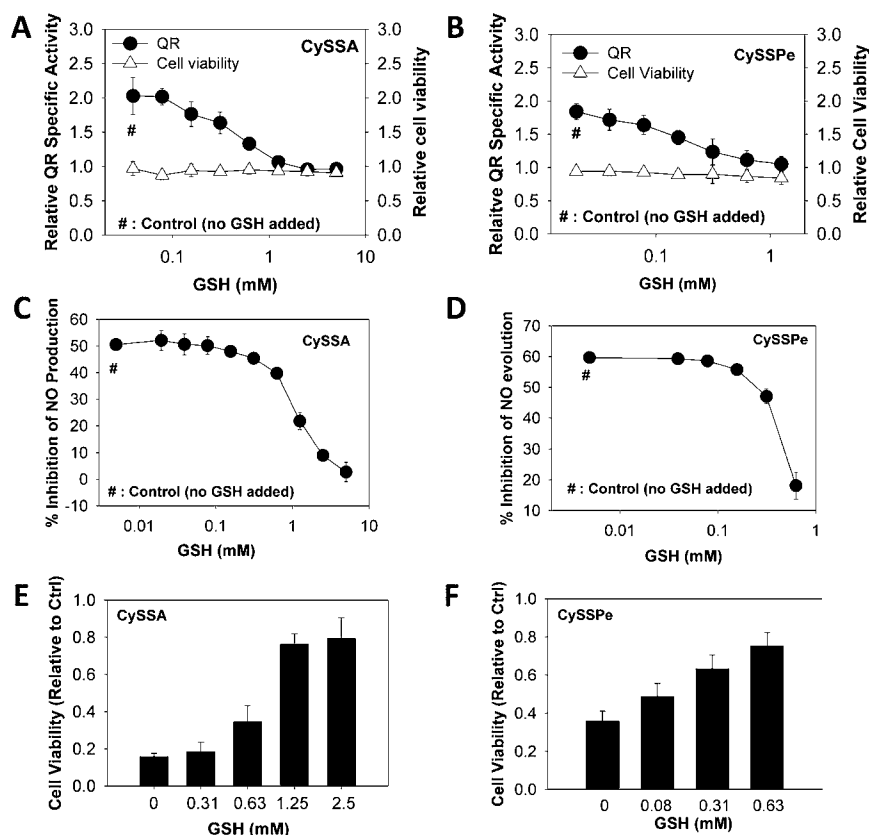 A
CySSA
QR
Cell viability
Relative QR Specific Activity
3.0
2.5
2.0
1.5
1.0
0.5
0.0
#
# : Control (no GSH added)
3.0
2.5
2.0
1.5
1.0
0.5
0.0
Relative cell viability
0.1 1 10
GSH (mM)
B
CySSPe
QR
Cell Viability
Relaitve QR Specific Activity
3.0
2.5
2.0
1.5
1.0
0.5
0.0
#
# : Control (no GSH added)
3.0
2.5
2.0
1.5
1.0
0.5
0.0
Relative Cell Viability
0.1 1
GSH (mM)
C
CySSA
% Inhibition of NO Production
60
50
40
30
20
10
0
-10
#
# : Control (no GSH added)
0.01 0.1 1 10
GSH (mM)
D
CySSPe
% Inhibition of NO evolution
70
60
50
40
30
20
10
#
# : Control (no GSH added)
0.01 0.1 1
GSH (mM)
E
CySSA
Cell Viability (Relative to Ctrl)
1.0
0.8
0.6
0.4
0.2
0.0
0 0.31 0.63 1.25 2.5
GSH (mM)
F
CySSPe
Cell Viability (Relative to Ctrl)
1.0
0.8
0.6
0.4
0.2
0.0
0 0.08 0.31 0.63
GSH (mM)